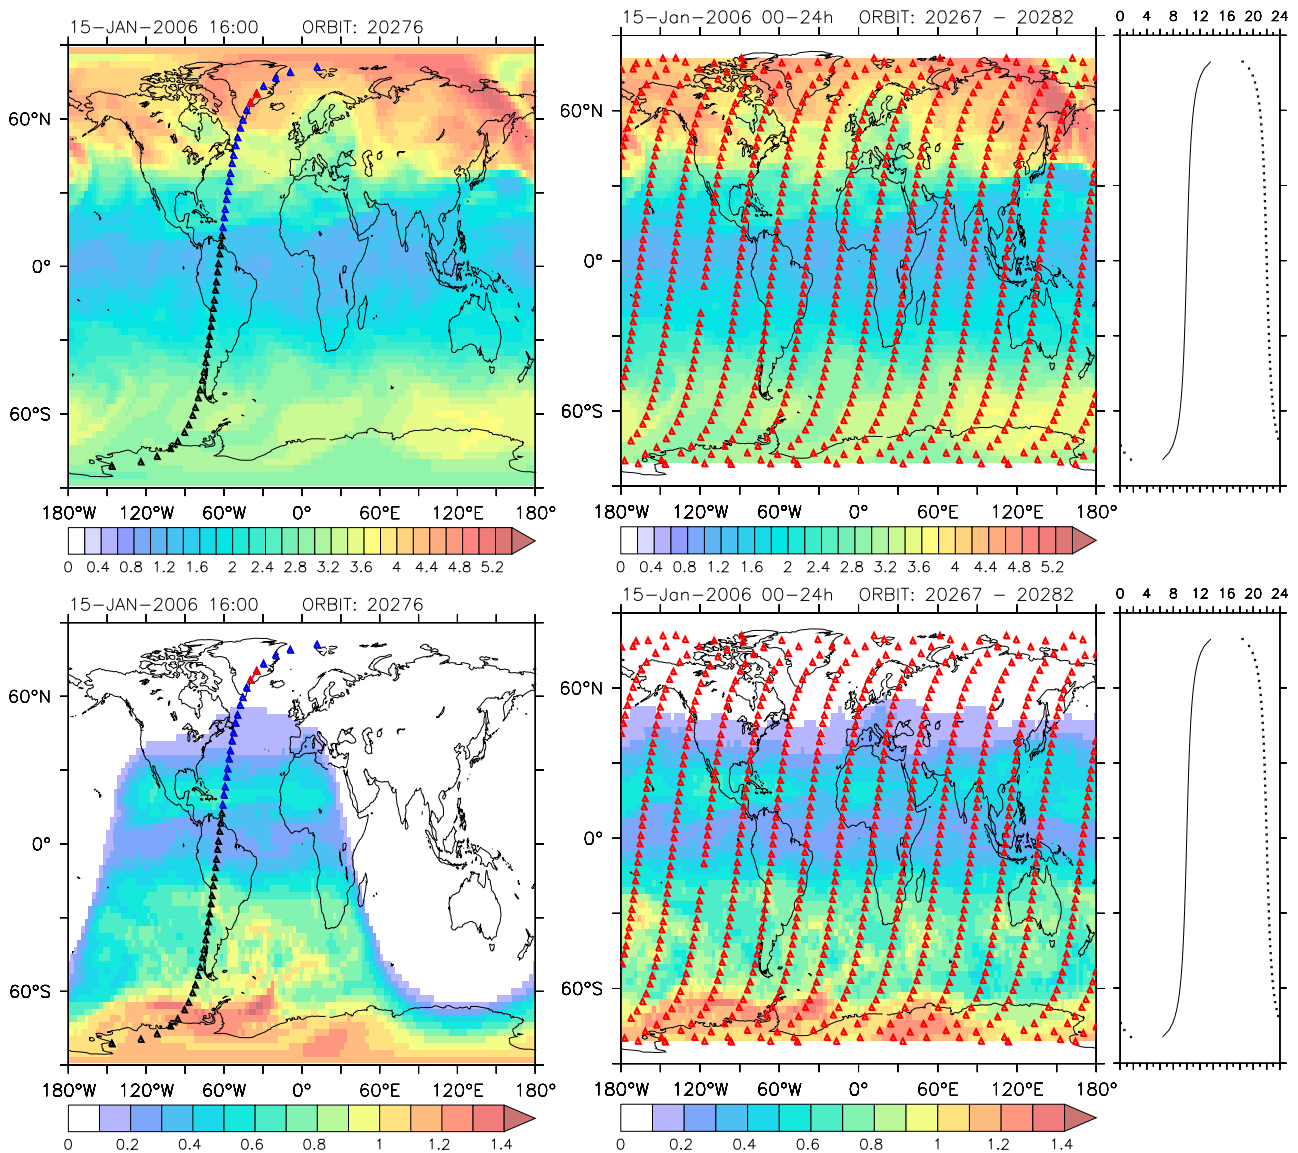 15-JAN-2006 16:00 ORBIT: 20276
15-Jan-2006 00-24h ORBIT: 20267 - 20282
0 4 8 12 16 20 24
60°N
0°
60°S
180°W 120°W 60°W 0°W 60°E 120°E 180°
60°N
0°
60°S
180°W 120°W 60°W 0°W 60°E 120°E 180°
0 0.4 0.8 1.2 1.6 2 2.4 2.8 3.2 3.6 4 4.4 4.8 5.2
0 0.4 0.8 1.2 1.6 2 2.4 2.8 3.2 3.6 4 4.4 4.8 5.2
15-JAN-2006 16:00 ORBIT: 20276
15-Jan-2006 00-24h ORBIT: 20267 - 20282
0 4 8 12 16 20 24
60°N
0°
60°S
180°W 120°W 60°W 0°W 60°E 120°E 180°
60°N
0°
60°S
180°W 120°W 60°W 0°W 60°E 120°E 180°
0 0.2 0.4 0.6 0.8 1 1.2 1.4
0 0.2 0.4 0.6 0.8 1 1.2 1.4